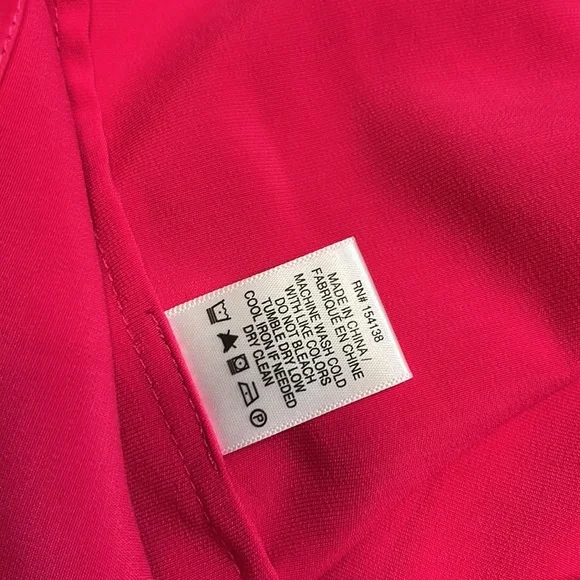 RN# 154138
MADE IN CHINA /
FABRIQUE EN CHINE
MACHINE WASH COLD
WITH LIKE COLORS
DO NOT BLEACH
TUMBLE DRY LOW
COOL IRON IF NEEDED
DRY CLEAN
P